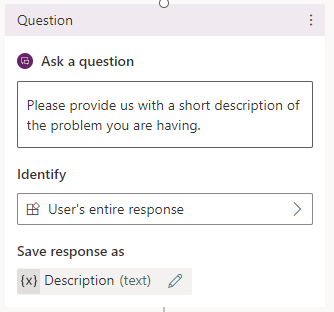 Question
Ask a question
Please provide us with a short description of
the problem you are having.
Identify
User's entire response
Save response as
{x} Description (text)